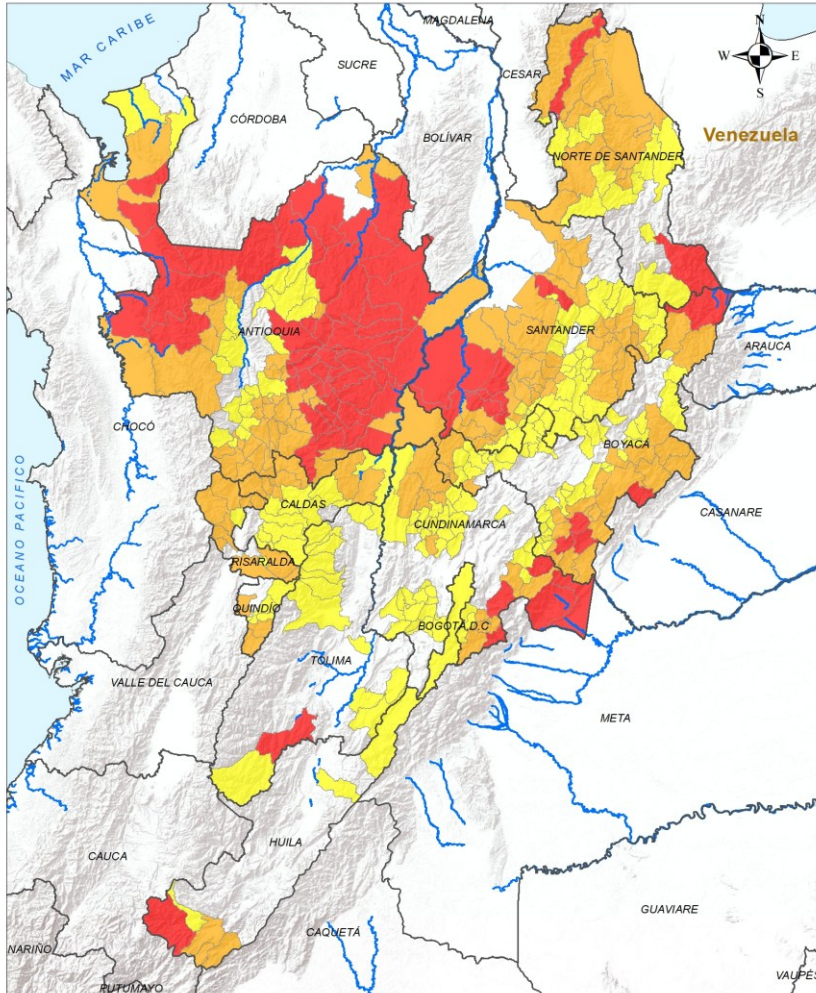 MAGDALENA
N
MAR CARIBE
SUCRE
CESAR
W
E
S
CÓRDOBA
BOLÍVAR
Venezuela
NORTE DE SANTANDER
ANTIOQUIA
SANTANDER
ARAUCA
CHOCÓ
BOYACÁ
CALDAS
CUNDINAMARCA
CASANARE
OCEANO PACIFICO
RISARALDA
QUINDÍO
BOGOTÁ D.C
TOLIMA
VALLE DEL CAUCA
META
HUILA
CAUCA
GUAVIARE
CAQUETÁ
NARIÑO
PUTUMAYO
VAUPÉS